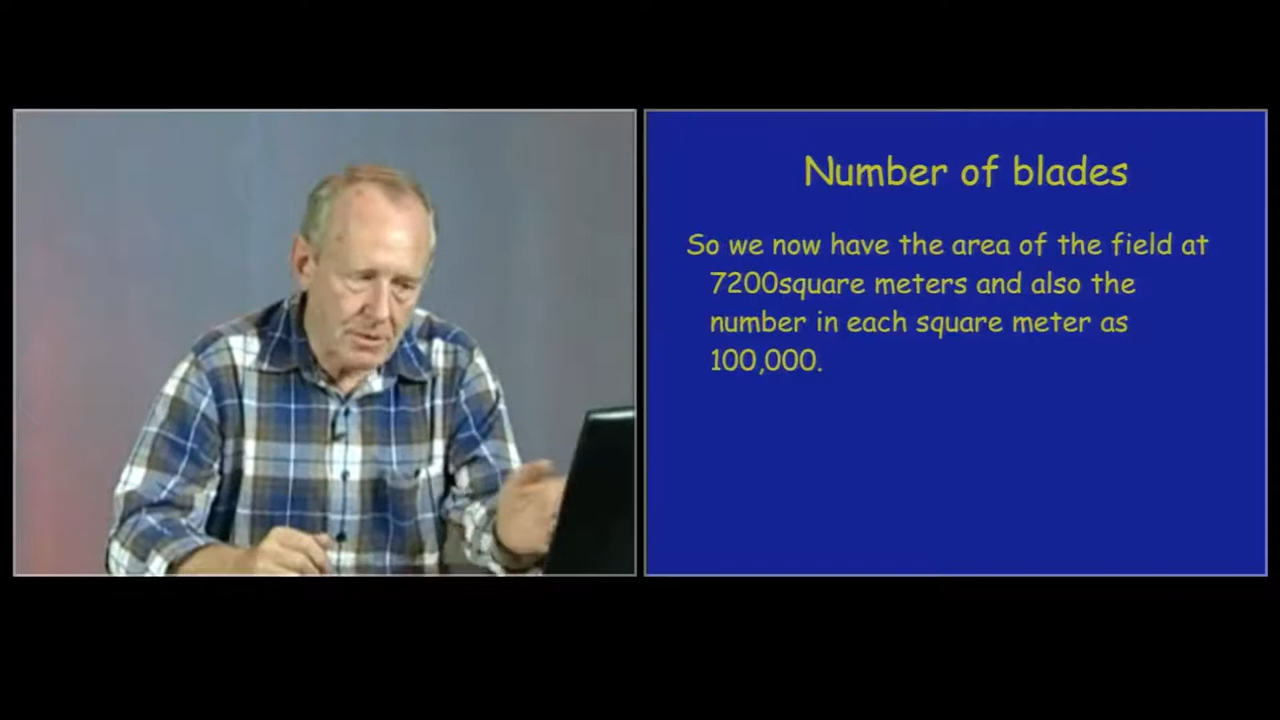 Number of blades
So we now have the area of the field at
7200square meters and also the
number in each square meter as
100,000.